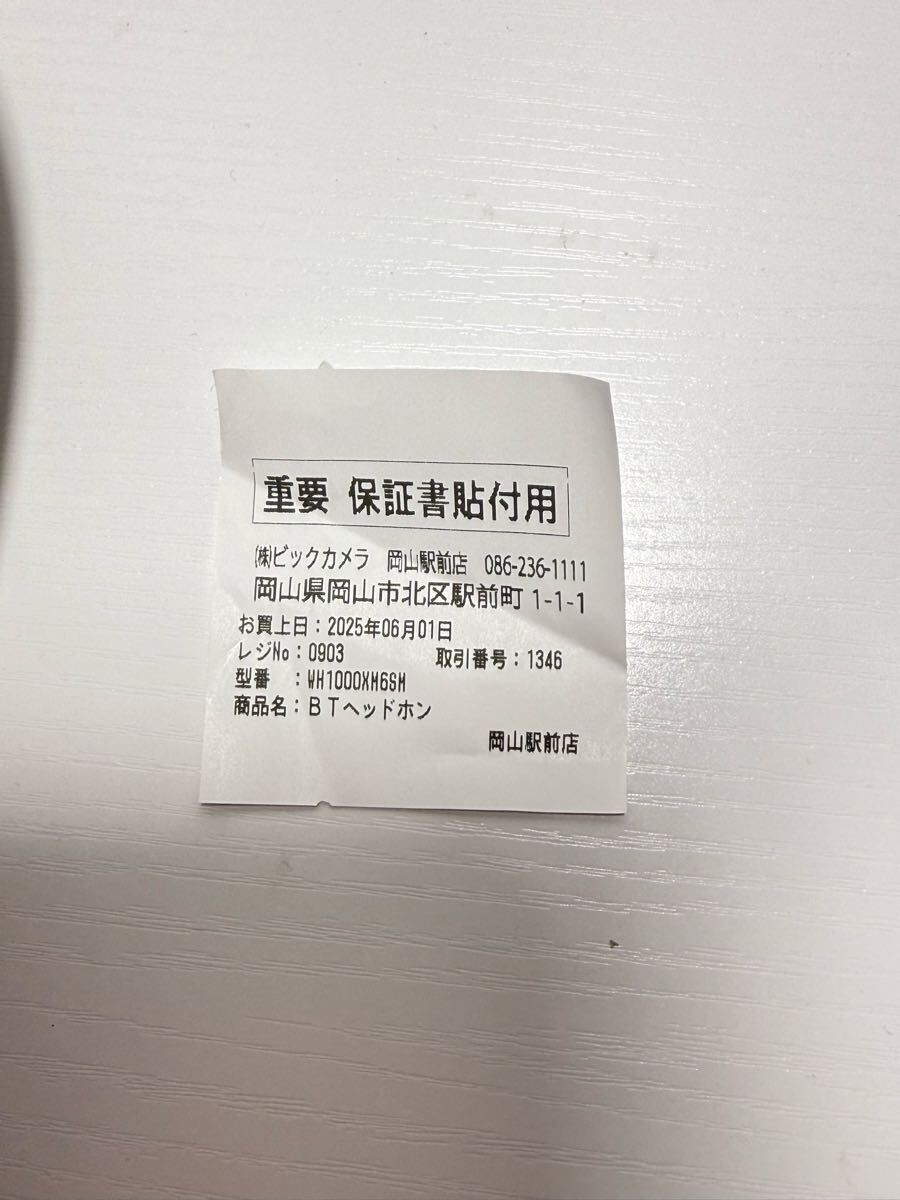 重要 保証書貼付用
㈱ビックカメラ 岡山駅前店 086-236-1111
岡山県岡山市北区駅前町 1-1-1
お買上日：2025年06月01日
レジNo：0903 取引番号：1346
型番 ：WH1000XM6SM
商品名：ＢＴヘッドホン
岡山駅前店